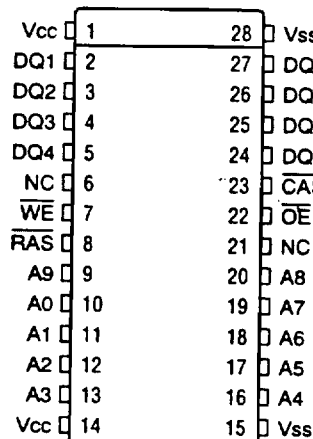 Vcc 1 28 Vss
DQ1 2 27 DQ
DQ2 3 26 DQ
DQ3 4 25 DQ
DQ4 5 24 DQ
NC 6 23 CAS
WE 7 22 OE
RAS 8 21 NC
A9 9 20 A8
A0 10 19 A7
A1 11 18 A6
A2 12 17 A5
A3 13 16 A4
Vcc 14 15 Vss